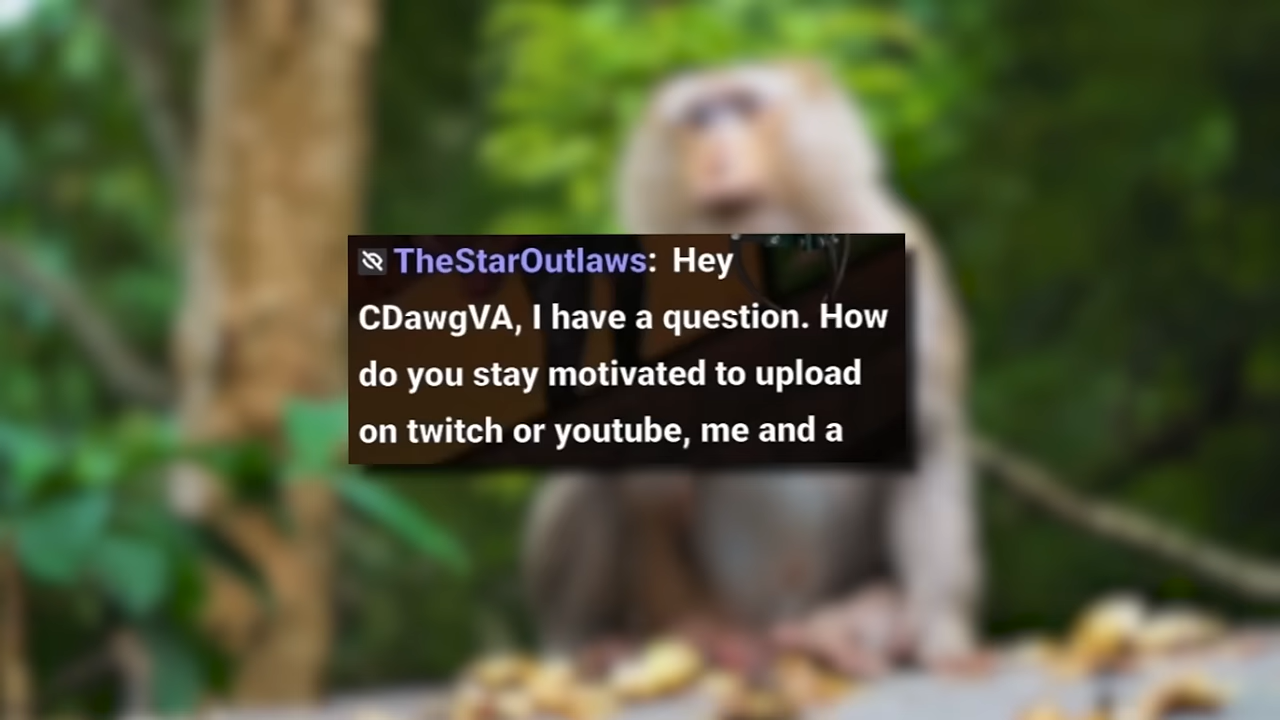 TheStarOutlaws: Hey
CDawgVA, I have a question. How
do you stay motivated to upload
on twitch or youtube, me and a